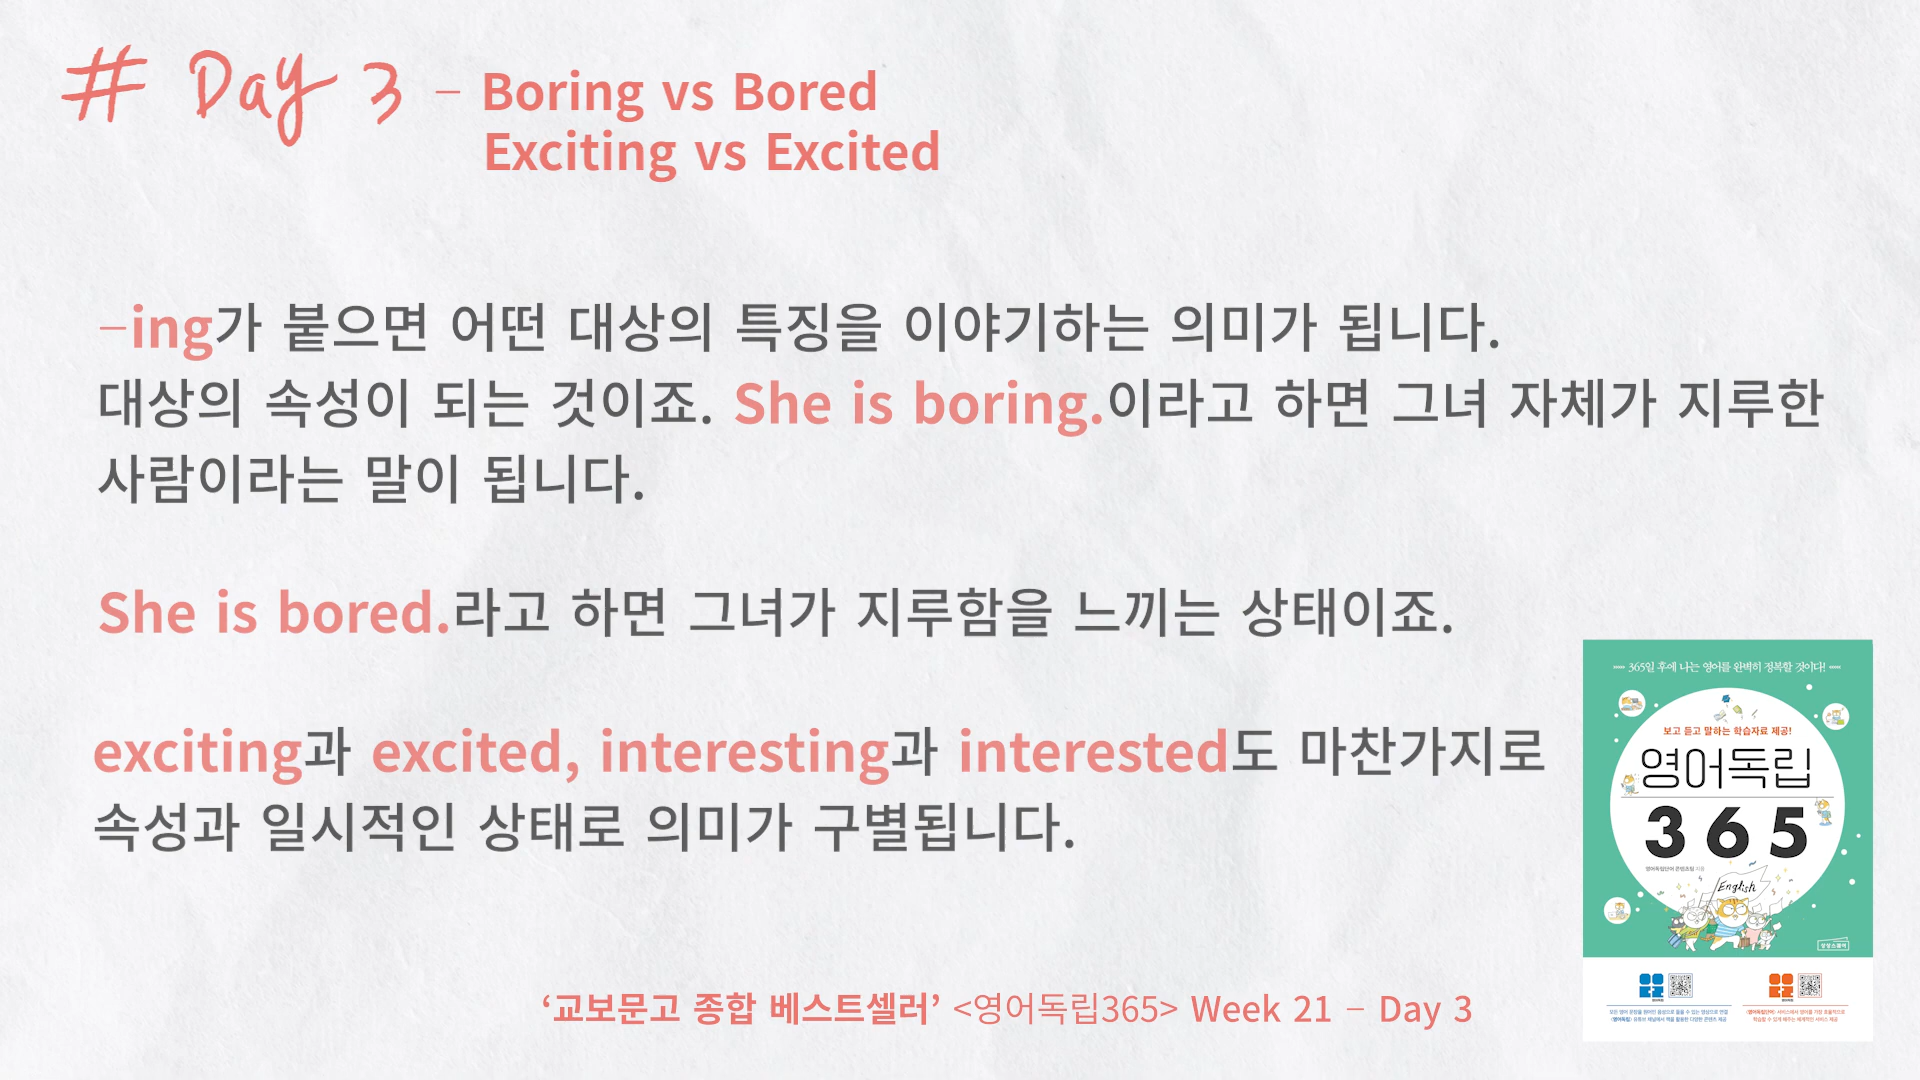 # Day 3 – Boring vs Bored
Exciting vs Excited
–ing가 붙으면 어떤 대상의 특징을 이야기하는 의미가 됩니다.
대상의 속성이 되는 것이죠. She is boring.이라고 하면 그녀 자체가 지루한
사람이라는 말이 됩니다.
She is bored.라고 하면 그녀가 지루함을 느끼는 상태이죠.
exciting과 excited, interesting과 interested도 마찬가지로
속성과 일시적인 상태로 의미가 구별됩니다.
365일 후에 나는 영어를 완벽히 정복할 것이다!
보고 듣고 말하는 학습자료 제공!
영어독립
365
English
‘교보문고 종합 베스트셀러’ <영어독립365> Week 21 – Day 3